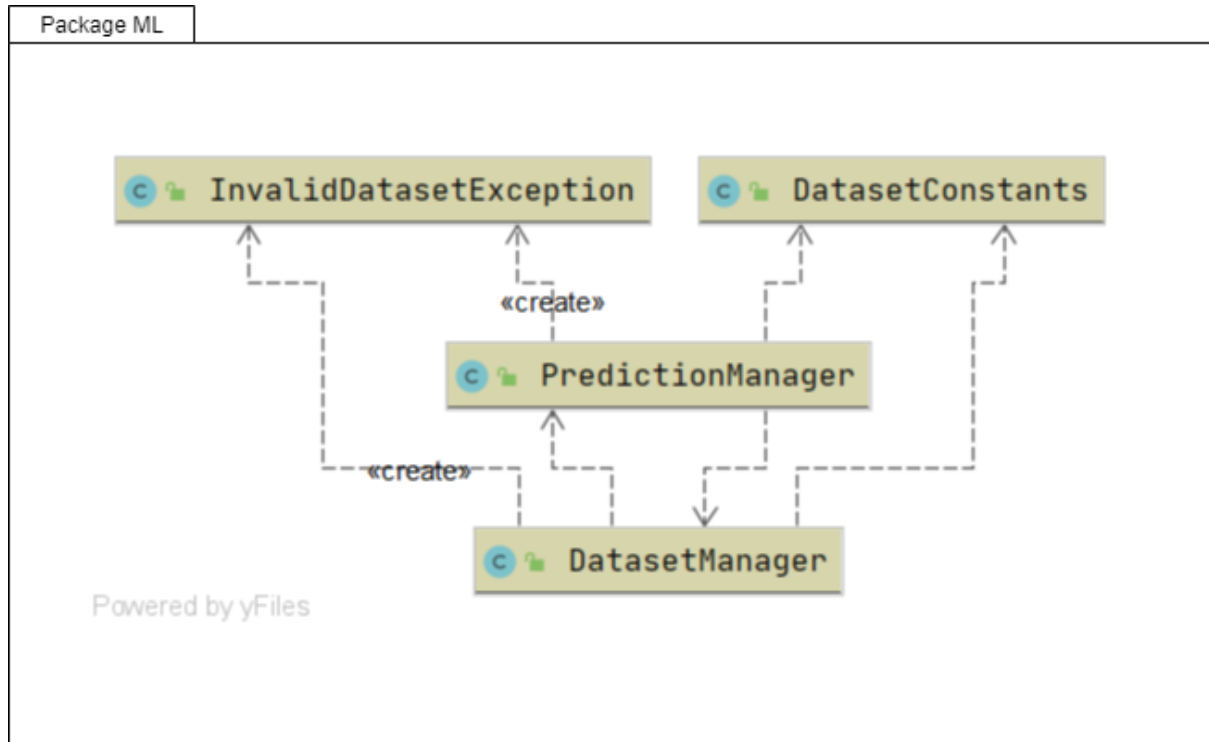 Package ML
C InvalidDatasetException
C DatasetConstants
«create»
C PredictionManager
«create»
C DatasetManager
Powered by yFiles